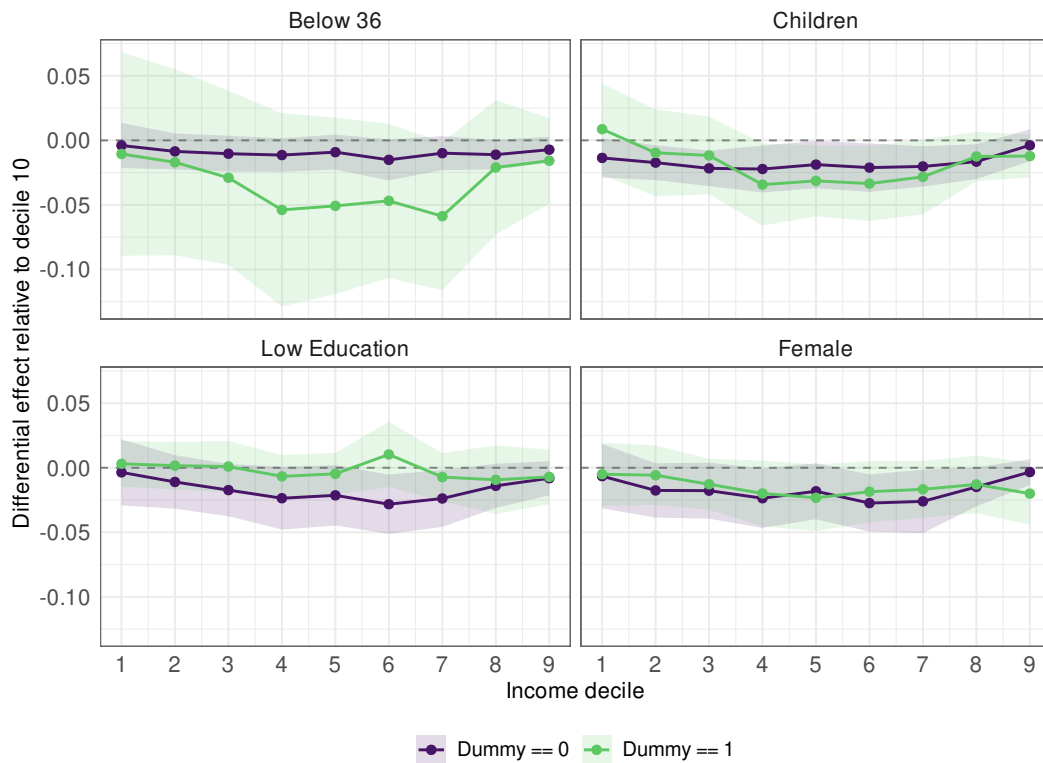 Below 36
Children
0.05
0.00
-0.05
-0.10
Low Education
Female
0.05
0.00
-0.05
-0.10
1 2 3 4 5 6 7 8 9
1 2 3 4 5 6 7 8 9
Income decile
Differential effect relative to decile 10
Dummy == 0
Dummy == 1